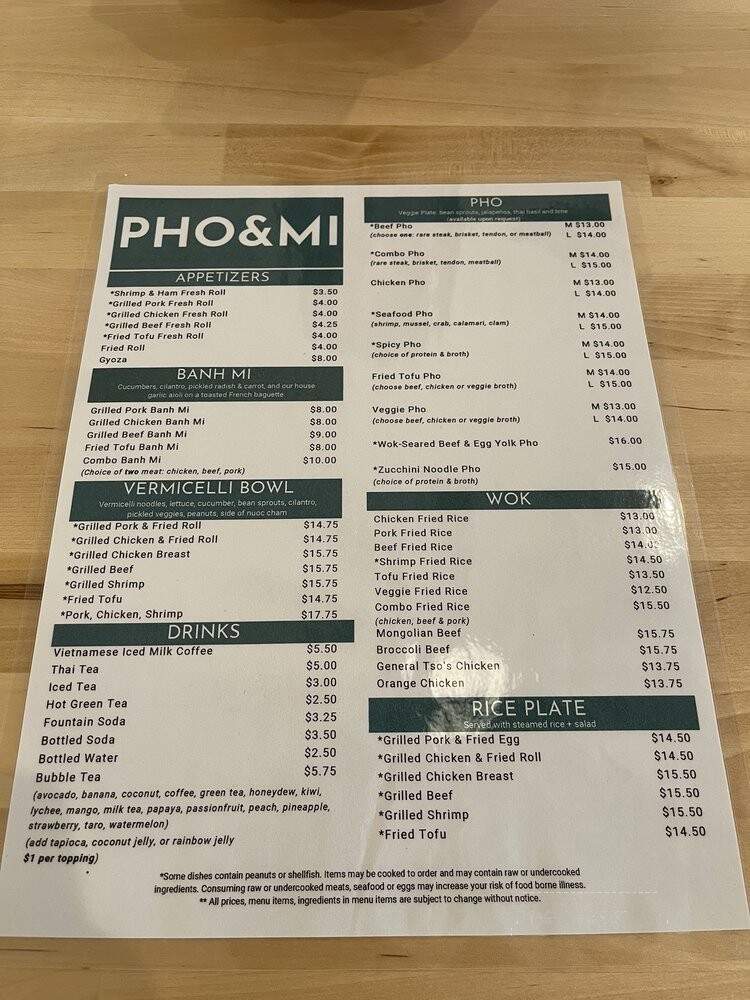 PHO&MI
APPETIZERS
*Shrimp & Ham Fresh Roll $3.50
*Grilled Pork Fresh Roll $4.00
*Grilled Chicken Fresh Roll $4.00
*Grilled Beef Fresh Roll $4.25
*Fried Tofu Fresh Roll $4.00
Fried Roll $4.00
Gyoza $8.00
BANH MI
Cucumbers, cilantro, pickled radish & carrot, and our house
garlic aioli on a toasted French baguette
Grilled Pork Banh Mi $8.00
Grilled Chicken Banh Mi $8.00
Grilled Beef Banh Mi $9.00
Fried Tofu Banh Mi $8.00
Combo Banh Mi $10.00
(Choice of two meat: chicken, beef, pork)
VERMICELLI BOWL
Vermicelli noodles, lettuce, cucumber, bean sprouts, cilantro,
pickled veggies, peanuts, side of nuoc cham
*Grilled Pork & Fried Roll $14.75
*Grilled Chicken & Fried Roll $14.75
*Grilled Chicken Breast $15.75
*Grilled Beef $15.75
*Grilled Shrimp $15.75
*Fried Tofu $14.75
*Pork, Chicken, Shrimp $17.75
DRINKS
Vietnamese Iced Milk Coffee $5.50
Thai Tea $5.00
Iced Tea $3.00
Hot Green Tea $2.50
Fountain Soda $3.25
Bottled Soda $3.50
Bottled Water $2.50
Bubble Tea $5.75
(avocado, banana, coconut, coffee, green tea, honeydew, kiwi,
lychee, mango, milk tea, papaya, passionfruit, peach, pineapple,
strawberry, taro, watermelon)
(add tapioca, coconut jelly, or rainbow jelly
$1 per topping)
PHO
Veggie Plate: bean sprouts, jalapeños, thai basil and lime
(available upon request)
*Beef Pho M $13.00
(choose one: rare steak, brisket, tendon, or meatball) L $14.00
*Combo Pho M $14.00
(rare steak, brisket, tendon, meatball) L $15.00
Chicken Pho M $13.00
L $14.00
*Seafood Pho M $14.00
(shrimp, mussel, crab, calamari, clam) L $15.00
*Spicy Pho M $14.00
(choice of protein & broth) L $15.00
Fried Tofu Pho M $14.00
(choose beef, chicken or veggie broth) L $15.00
Veggie Pho M $13.00
(choose beef, chicken or veggie broth) L $14.00
*Wok-Seared Beef & Egg Yolk Pho $16.00
*Zucchini Noodle Pho $15.00
(choice of protein & broth)
WOK
Chicken Fried Rice $13.00
Pork Fried Rice $13.00
Beef Fried Rice
*Shrimp Fried Rice $14.50
Tofu Fried Rice $13.50
Veggie Fried Rice $12.50
Combo Fried Rice $15.50
(chicken, beef & pork)
Mongolian Beef $15.75
Broccoli Beef $15.75
General Tso's Chicken $13.75
Orange Chicken $13.75
RICE PLATE
Served with steamed rice + salad
*Grilled Pork & Fried Egg $14.50
*Grilled Chicken & Fried Roll $14.50
*Grilled Chicken Breast $15.50
*Grilled Beef $15.50
*Grilled Shrimp $15.50
*Fried Tofu $14.50
*Some dishes contain peanuts or shellfish. Items may be cooked to order and may contain raw or undercooked
ingredients. Consuming raw or undercooked meats, seafood or eggs may increase your risk of food borne illness.
** All prices, menu items, ingredients in menu items are subject to change without notice.